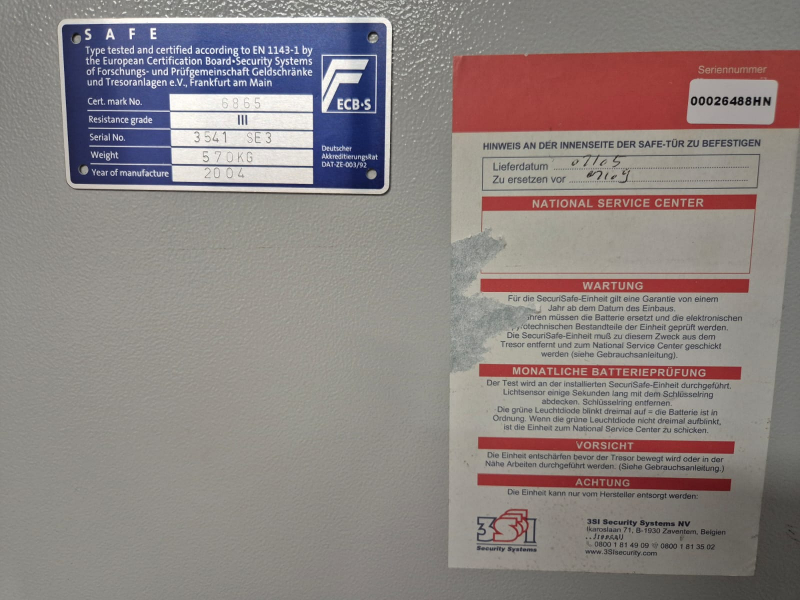 SAFE
Type tested and certified according to EN 1143-1 by
the European Certification Board•Security Systems
of Forschungs- und Prüfgemeinschaft Geldschränke
und Tresoranlagen e.V., Frankfurt am Main
ECB•S
Cert. mark No. 6865
Resistance grade III
Serial No. 3541 SE3
Weight 570KG
Year of manufacture 2004
Deutscher
Akkreditierungsrat
DAT-ZE-003/92
Seriennummer
00026488HN
HINWEIS AN DER INNENSEITE DER SAFE-TÜR ZU BEFESTIGEN
Lieferdatum 07105
Zu ersetzen vor
NATIONAL SERVICE CENTER
WARTUNG
Für die SecuriSafe-Einheit gilt eine Garantie von einem
Jahr ab dem Datum des Einbaus.
müssen die Batterie ersetzt und die elektronischen
Bestandteile der Einheit geprüft werden.
Die SecuriSafe-Einheit muß zu diesem Zweck aus dem
Tresor entfernt und zum National Service Center geschickt
werden (siehe Gebrauchsanleitung).
MONATLICHE BATTERIEPRÜFUNG
Der Test wird an der installierten SecuriSafe-Einheit durchgeführt.
Lichtsensor einige Sekunden lang mit dem Schlüsselring
abdecken. Schlüsselring entfernen.
Die grüne Leuchtdiode blinkt dreimal auf = die Batterie ist in
Ordnung. Wenn die grüne Leuchtdiode nicht dreimal aufblinkt,
ist die Einheit zum National Service Center zu schicken.
VORSICHT
Die Einheit entschärfen bevor der Tresor bewegt wird oder in der
Nähe Arbeiten durchgeführt werden. (Siehe Gebrauchsanleitung.)
ACHTUNG
Die Einheit kann nur vom Hersteller entsorgt werden:
3SI
Security Systems
3SI Security Systems NV
Ikaroslaan 71, B-1930 Zaventem, Belgien
0800 1 81 49 09 0800 1 81 35 02
www.3SIsecurity.com